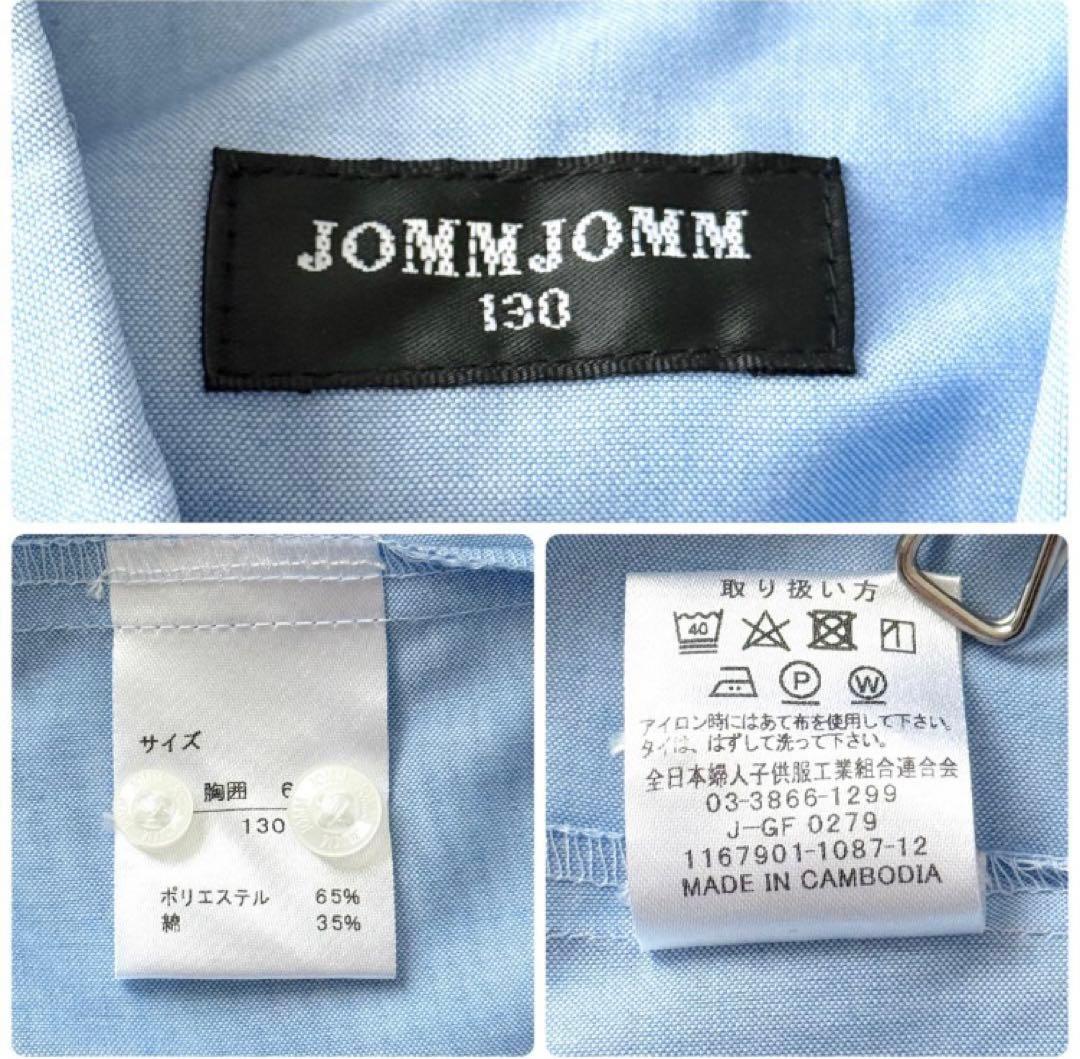 JOMMJOMM
130
サイズ
胸囲 6
130
ポリエステル 65%
綿 35%
取り扱い方
40
P
W
アイロン時にはあて布を使用して下さい。
タイは、はずして洗って下さい。
全日本婦人子供服工業組合連合会
03-3866-1299
J-GF 0279
1167901-1087-12
MADE IN CAMBODIA